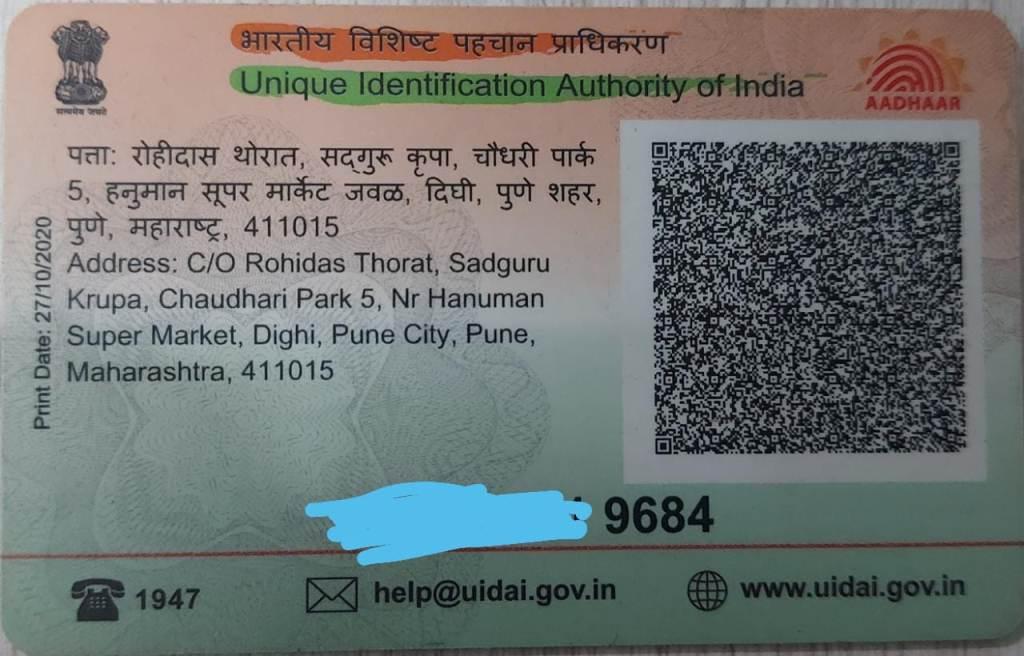 भारतीय विशिष्ट पहचान प्राधिकरण
Unique Identification Authority of India
सत्यमेव जयते
AADHAAR
पत्ता: रोहीदास थोरात, सद्गुरू कृपा, चौधरी पार्क
5, हनुमान सूपर मार्केट जवळ, दिघी, पुणे शहर,
पुणे, महाराष्ट्र, 411015
Address: C/O Rohidas Thorat, Sadguru
Krupa, Chaudhari Park 5, Nr Hanuman
Super Market, Dighi, Pune City, Pune,
Maharashtra, 411015
Print Date: 27/10/2020
9684
1947
help@uidai.gov.in
www.uidai.gov.in